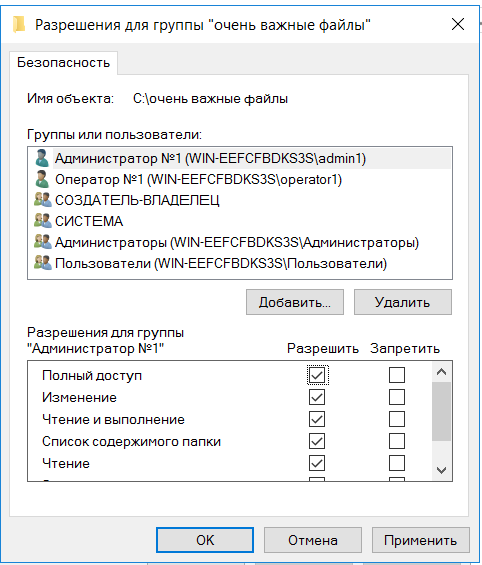 Разрешения для группы "очень важные файлы"
Безопасность
Имя объекта: C:\очень важные файлы
Группы или пользователи:
Администратор №1 (WIN-EEFCFBDKS3S\admin1)
Оператор №1 (WIN-EEFCFBDKS3S\operator1)
СОЗДАТЕЛЬ-ВЛАДЕЛЕЦ
СИСТЕМА
Администраторы (WIN-EEFCFBDKS3S\Администраторы)
Пользователи (WIN-EEFCFBDKS3S\Пользователи)
Добавить... Удалить
Разрешения для группы
"Администратор №1" Разрешить Запретить
Полный доступ
Изменение
Чтение и выполнение
Список содержимого папки
Чтение
OK Отмена Применить